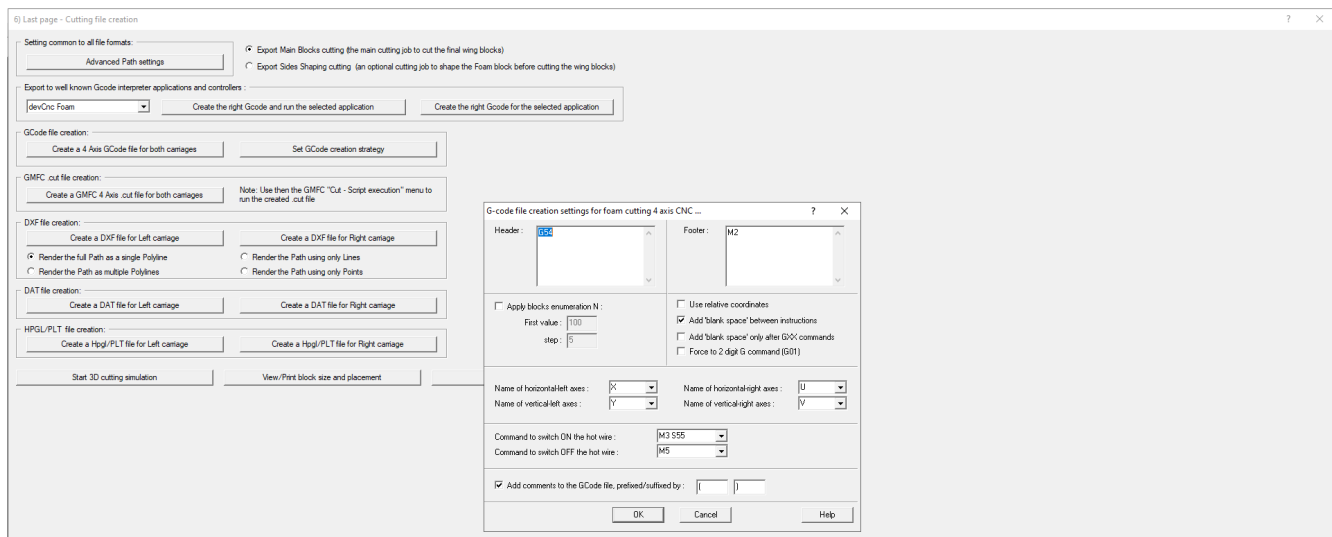 6) Last page - Cutting file creation
Setting common to all file formats:
Advanced Path settings
Export Main Blocks cutting (the main cutting job to cut the final wing blocks)
Export Sides Shaping cutting (an optional cutting job to shape the Foam block before cutting the wing blocks)
Export to well known Gcode interpreter applications and controllers :
devCnc Foam
Create the right Gcode and run the selected application
Create the right Gcode for the selected application
GCode file creation:
Create a 4 Axis GCode file for both carriages
Set GCode creation strategy
GMFC .cut file creation:
Create a GMFC 4 Axis .cut file for both carriages
Note: Use then the GMFC "Cut - Script execution" menu to
run the created .cut file
DXF file creation:
Create a DXF file for Left carriage
Create a DXF file for Right carriage
Render the full Path as a single Polyline
Render the Path using only Lines
Render the Path as multiple Polylines
Render the Path using only Points
DAT file creation:
Create a DAT file for Left carriage
Create a DAT file for Right carriage
HPGL/PLT file creation:
Create a Hpgl/PLT file for Left carriage
Create a Hpgl/PLT file for Right carriage
Start 3D cutting simulation
View/Print block size and placement
G-code file creation settings for foam cutting 4 axis CNC ...
Header :
G54
Footer :
M2
Apply blocks enumeration N :
First value :
100
step :
5
Use relative coordinates
Add 'blank space' between instructions
Add 'blank space' only after GXX commands
Force to 2 digit G command (G01)
Name of horizontal-left axes :
X
Name of horizontal-right axes :
U
Name of vertical-left axes :
Y
Name of vertical-right axes :
V
Command to switch ON the hot wire :
M3 S55
Command to switch OFF the hot wire :
M5
Add comments to the GCode file, prefixed/suffixed by :
(
)
OK
Cancel
Help